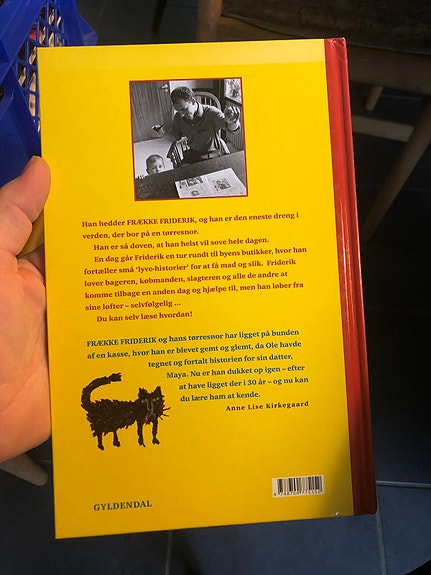 Han hedder FRÆKKE FRIDERIK, og han er den eneste dreng i
verden, der bor på en tørresnor.
Han er så doven, at han helst vil sove hele dagen.
En dag går Friderik en tur rundt til byens butikker, hvor han
fortæller små 'lyve-historier' for at få mad og slik. Friderik
lover bageren, købmanden, slagteren og alle de andre at
komme tilbage en anden dag og hjælpe til, men han løber fra
sine løfter – selvfølgelig ...
Du kan selv læse hvordan!
FRÆKKE FRIDERIK og hans tørresnor har ligget på bunden
af en kasse, hvor han er blevet gemt og glemt, da Ole havde
tegnet og fortalt historien for sin datter,
Maya. Nu er han dukket op igen – efter
at have ligget der i 30 år – og nu kan
du lære ham at kende.
Anne Lise Kirkegaard
GYLDENDAL